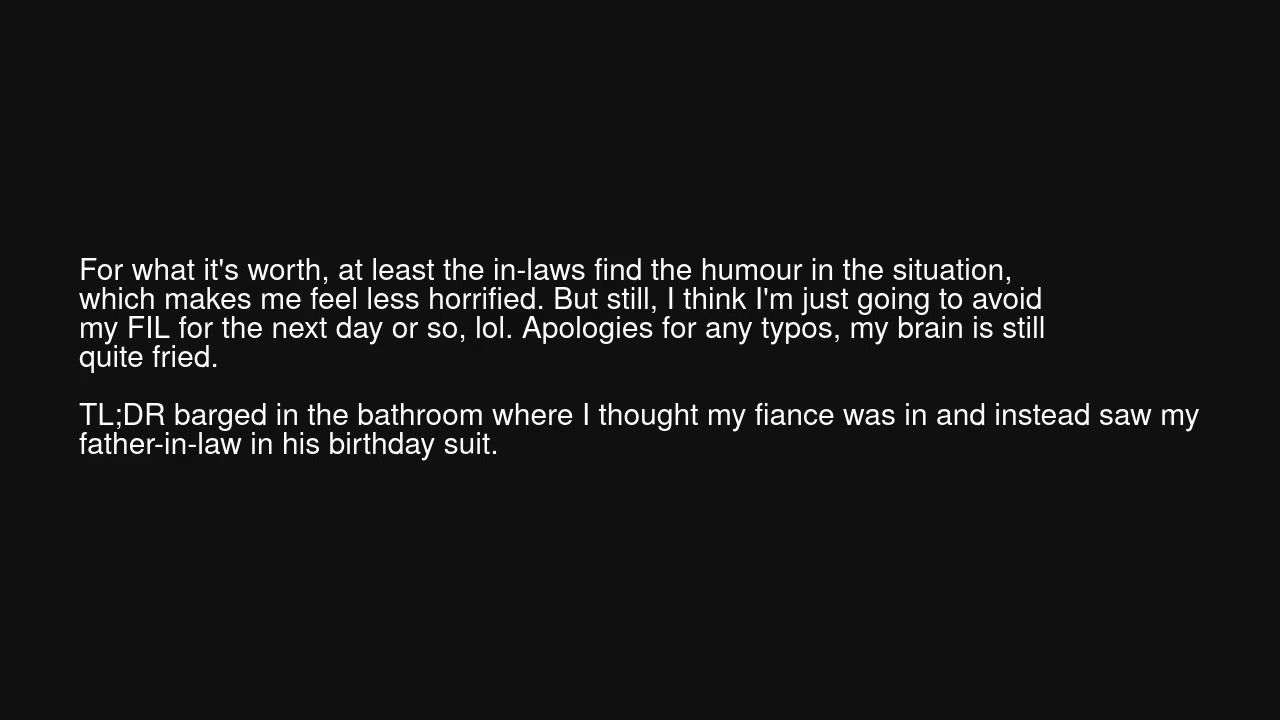 For what it's worth, at least the in-laws find the humour in the situation,
which makes me feel less horrified. But still, I think I'm just going to avoid
my FIL for the next day or so, lol. Apologies for any typos, my brain is still
quite fried.
TL;DR barged in the bathroom where I thought my fiance was in and instead saw my
father-in-law in his birthday suit.